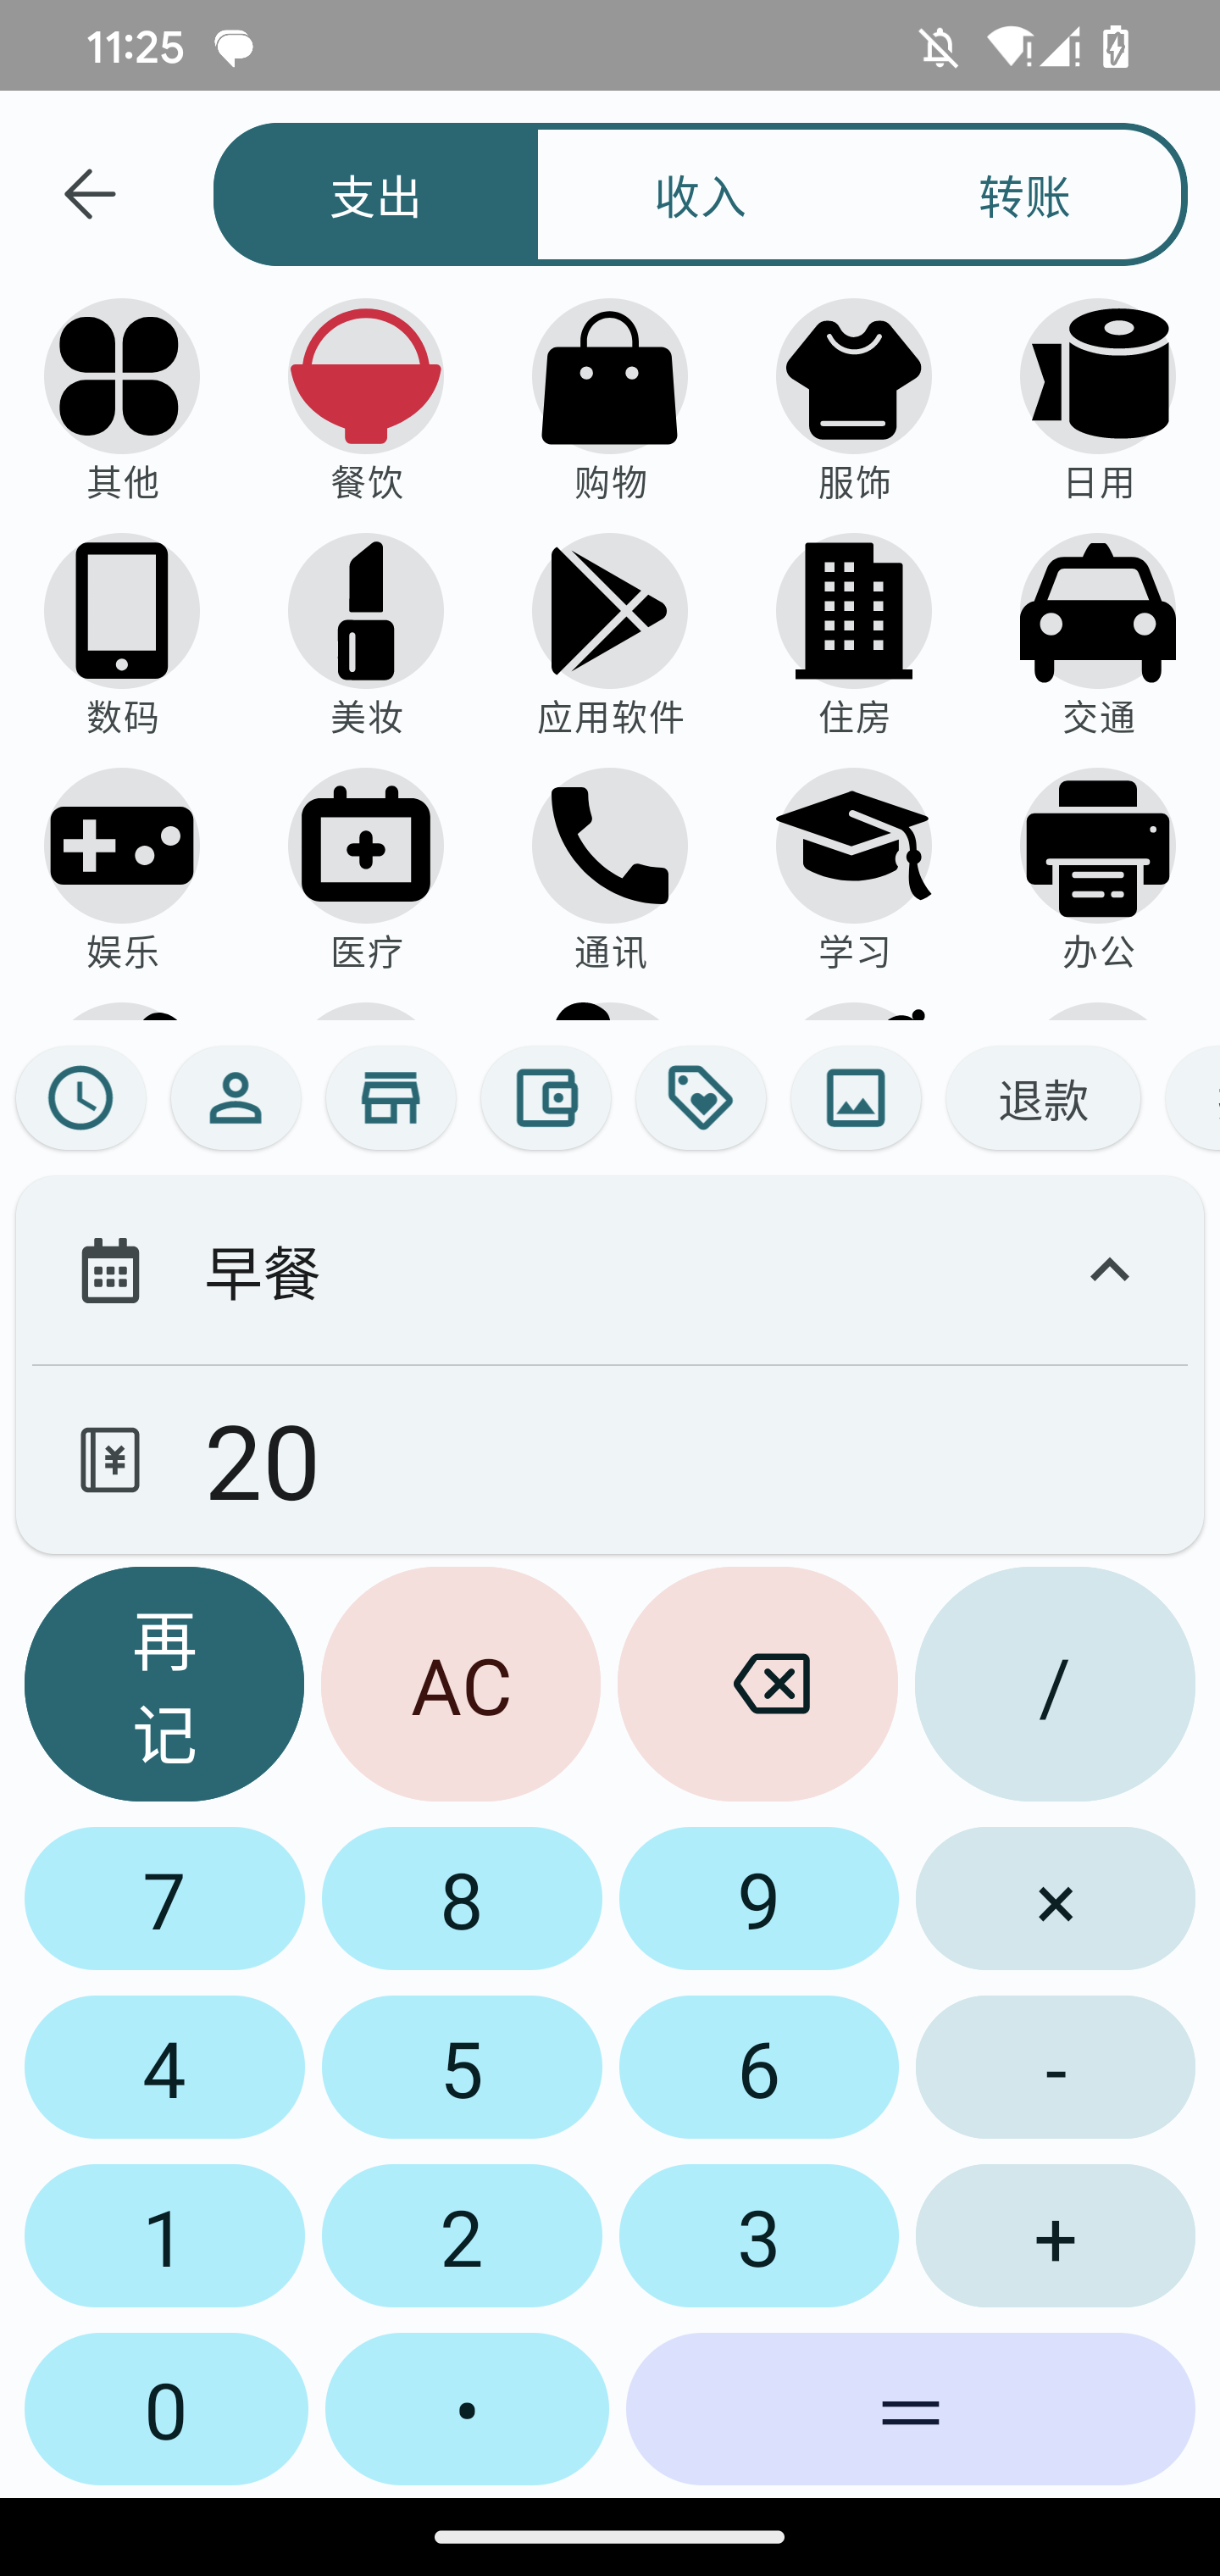 11:25
支出 收入 转账
其他 餐饮 购物 服饰 日用
数码 美妆 应用软件 住房 交通
娱乐 医疗 通讯 学习 办公
退款
早餐
20
再记 AC /
7 8 9 ×
4 5 6 -
1 2 3 +
0 • =